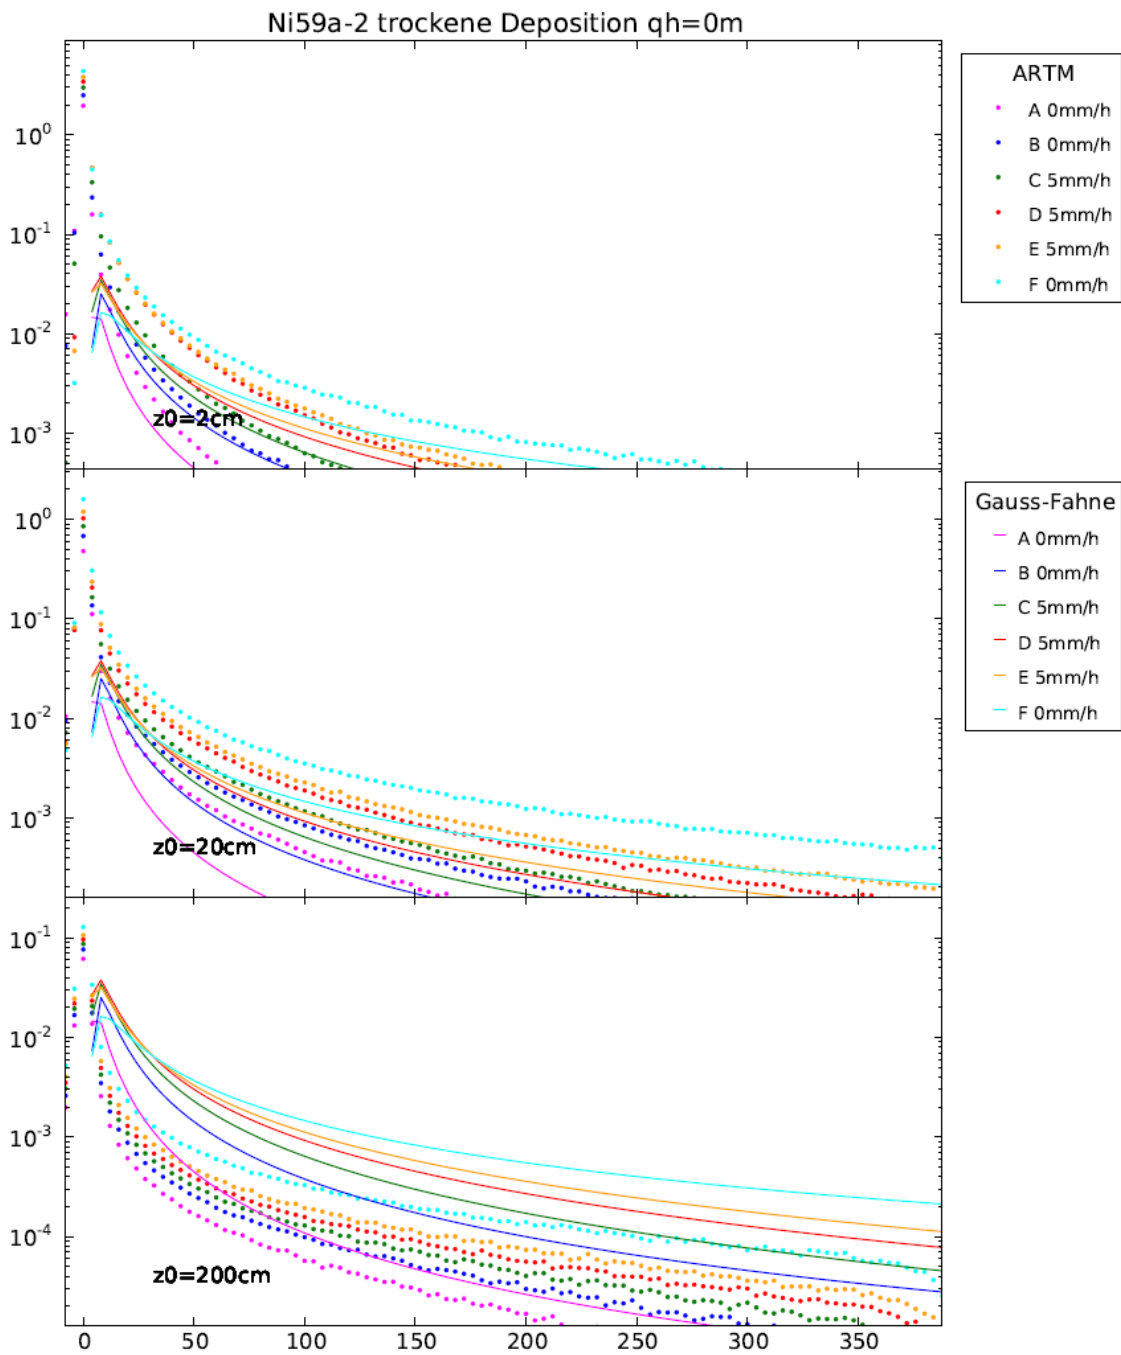 Ni59a-2 trockene Deposition qh=0m
10^0
10^-1
10^-2
10^-3
z0=2cm
ARTM
A 0mm/h
B 0mm/h
C 5mm/h
D 5mm/h
E 5mm/h
F 0mm/h
10^0
10^-1
10^-2
10^-3
z0=20cm
Gauss-Fahne
A 0mm/h
B 0mm/h
C 5mm/h
D 5mm/h
E 5mm/h
F 0mm/h
10^-1
10^-2
10^-3
10^-4
z0=200cm
0 50 100 150 200 250 300 350